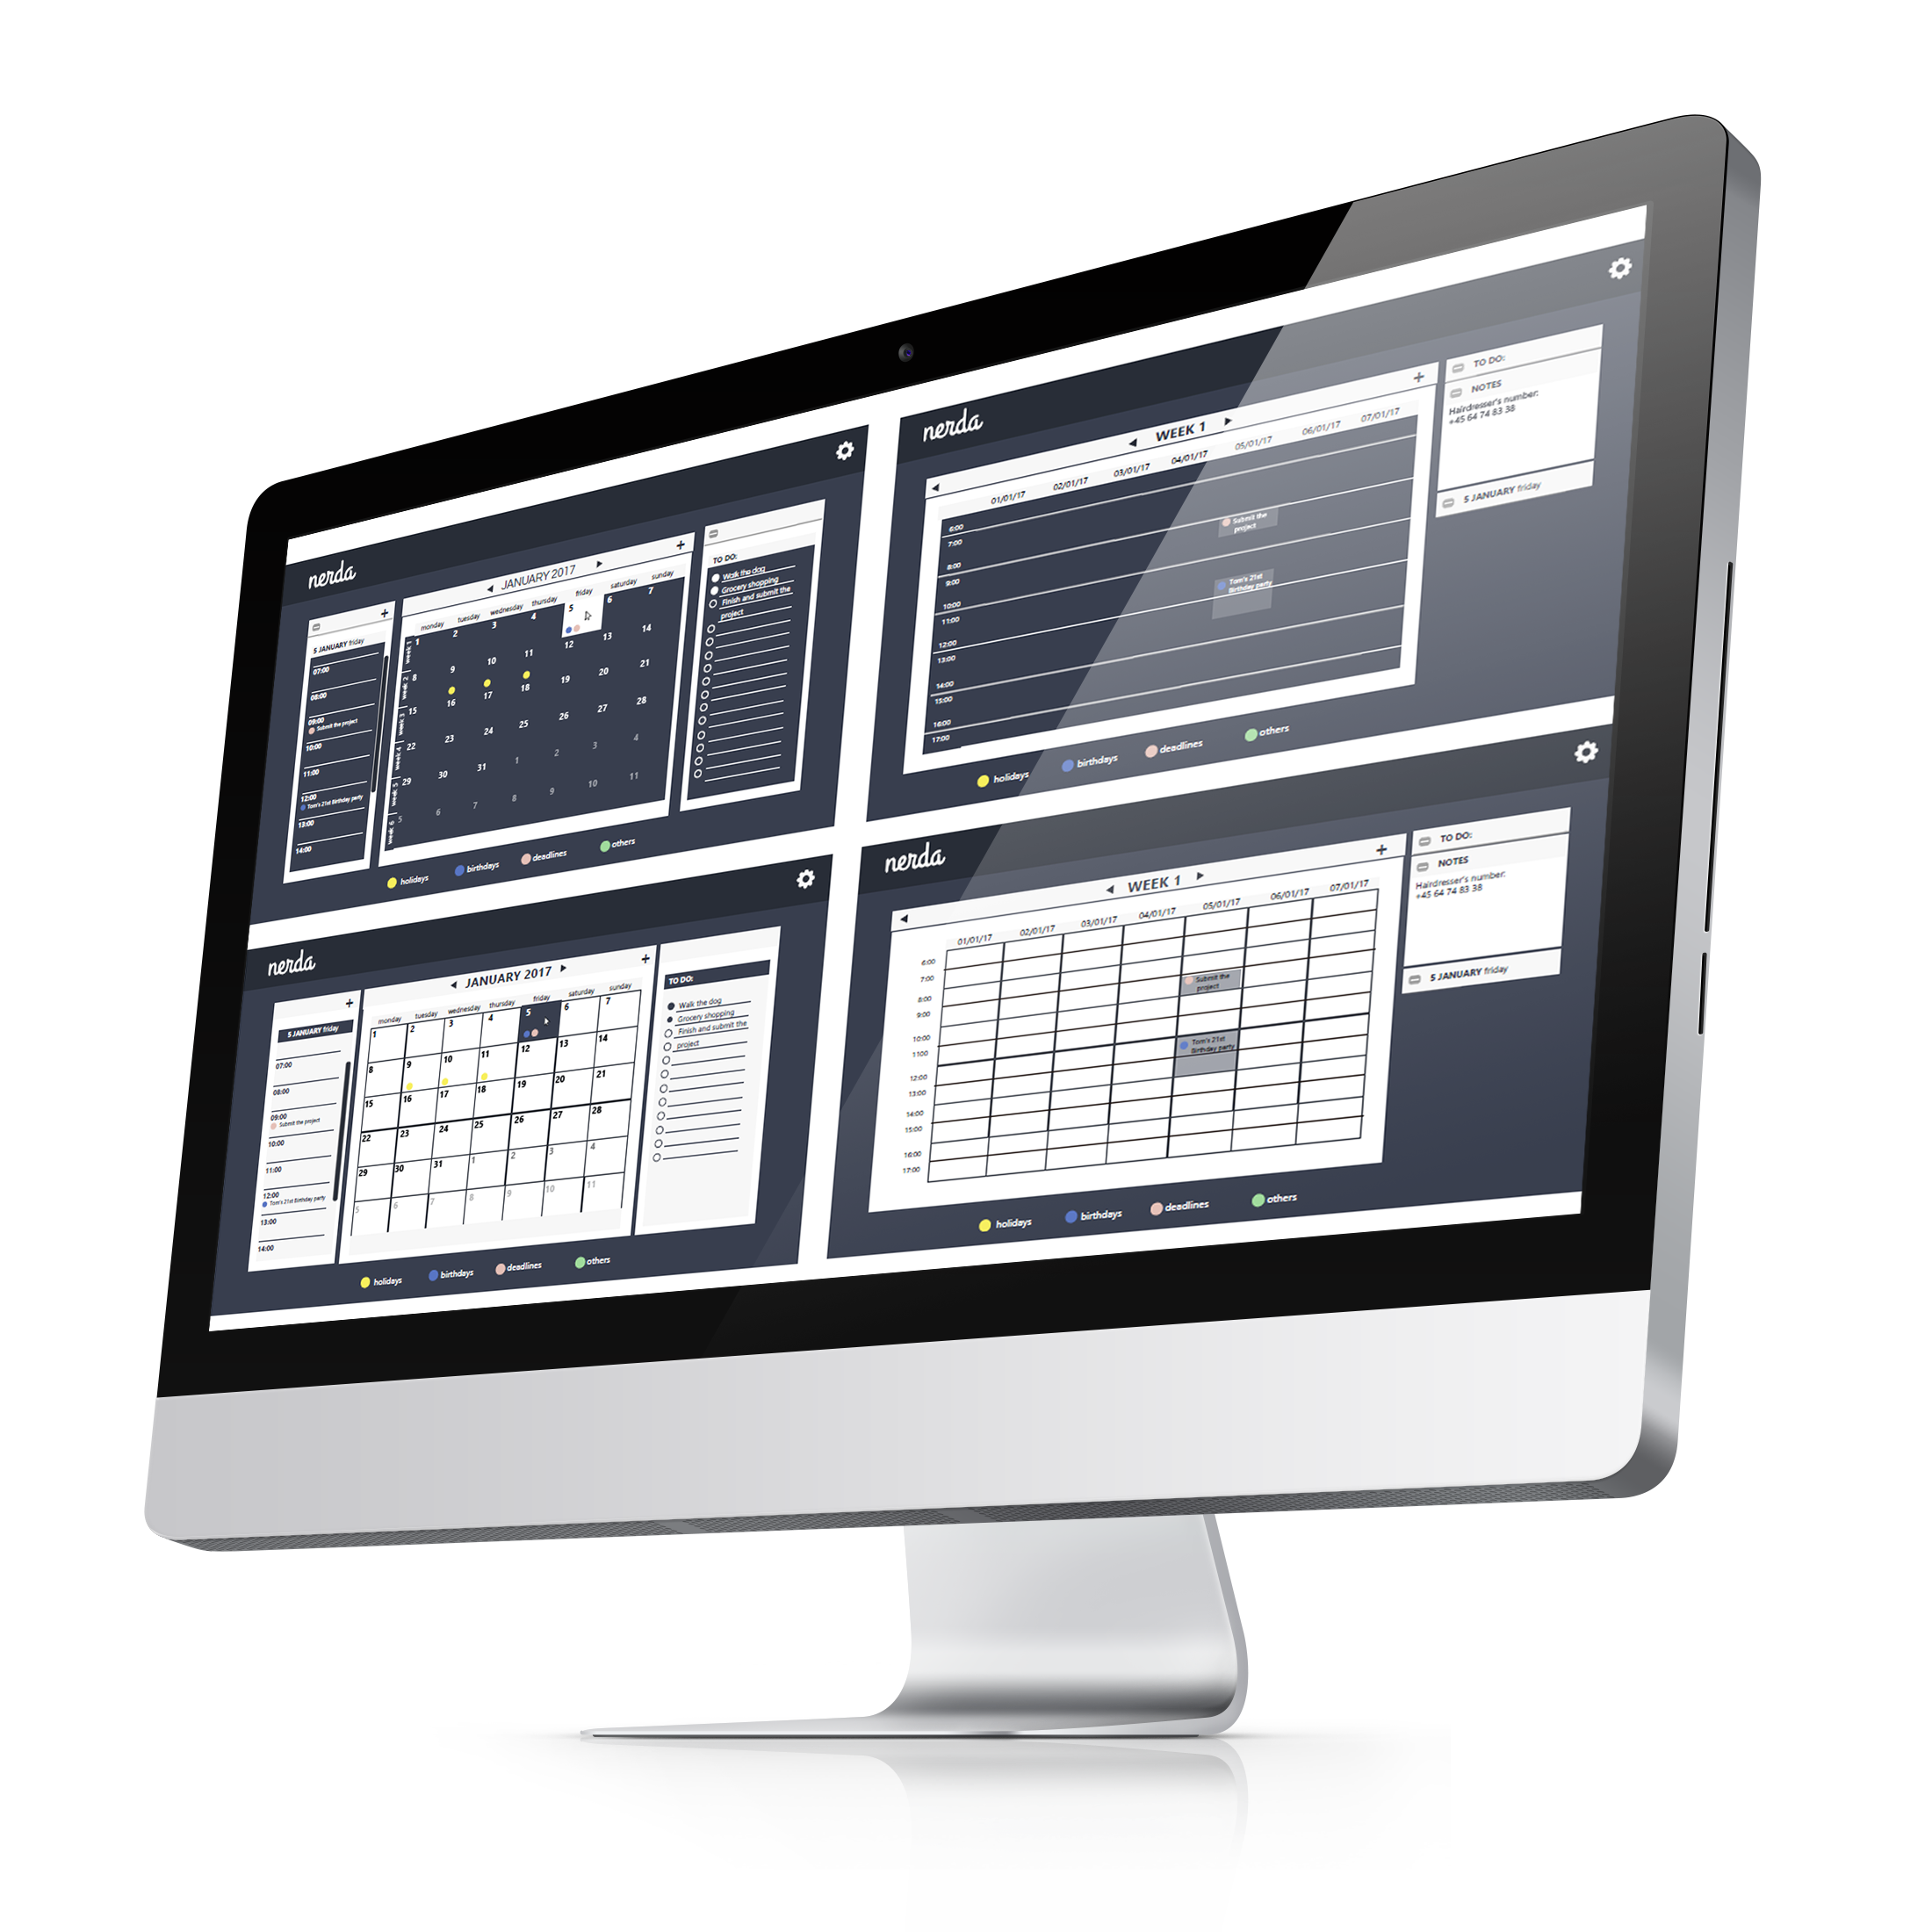 nerda
JANUARY 2017
+
monday tuesday wednesday thursday friday saturday sunday
week 1 1 2 3 4 5 6 7
week 2 8 9 10 11 12 13 14
week 3 15 16 17 18 19 20 21
week 4 22 23 24 25 26 27 28
week 5 29 30 31 1 2 3 4
week 6 5 6 7 8 9 10 11
+
5 JANUARY friday
07:00
08:00
09:00
Submit the project
10:00
11:00
12:00
Tom's 21st Birthday party
13:00
14:00
TO DO:
Walk the dog
Grocery shopping
Finish and submit the
project
holidays birthdays deadlines others
nerda
WEEK 1
+
01/01/17 02/01/17 03/01/17 04/01/17 05/01/17 06/01/17 07/01/17
6:00
7:00
8:00
9:00
10:00
11:00
12:00
13:00
14:00
15:00
16:00
17:00
Submit the
project
Tom's 21st
Birthday party
TO DO:
NOTES
Hairdresser's number:
+45 64 74 83 38
5 JANUARY friday
holidays birthdays deadlines others
nerda
JANUARY 2017
+
monday tuesday wednesday thursday friday saturday sunday
1 2 3 4 5 6 7
8 9 10 11 12 13 14
15 16 17 18 19 20 21
22 23 24 25 26 27 28
29 30 31 1 2 3 4
5 6 7 8 9 10 11
+
5 JANUARY friday
07:00
08:00
09:00
Submit the project
10:00
11:00
12:00
Tom's 21st Birthday party
13:00
14:00
TO DO:
Walk the dog
Grocery shopping
Finish and submit the
project
holidays birthdays deadlines others
nerda
WEEK 1
+
01/01/17 02/01/17 03/01/17 04/01/17 05/01/17 06/01/17 07/01/17
6:00
7:00
8:00
9:00
10:00
1100
12:00
13:00
14:00
15:00
16:00
17:00
Submit the
project
Tom's 21st
Birthday party
TO DO:
NOTES
Hairdresser's number:
+45 64 74 83 38
5 JANUARY friday
holidays birthdays deadlines others